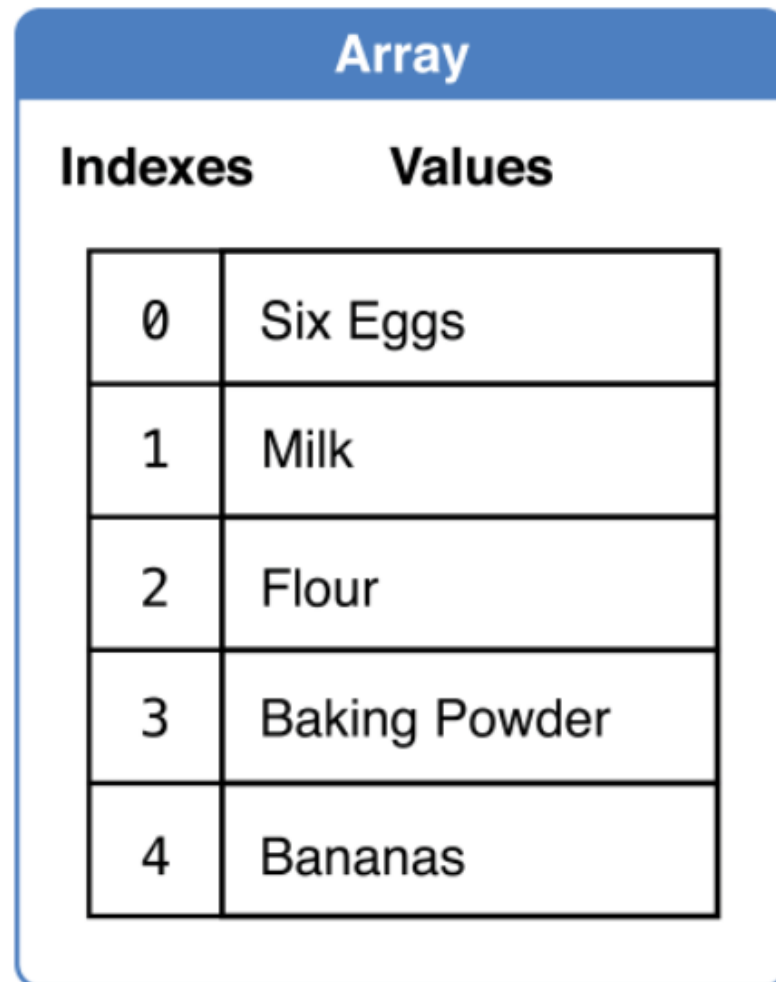 Array
Indexes Values
0 Six Eggs
1 Milk
2 Flour
3 Baking Powder
4 Bananas